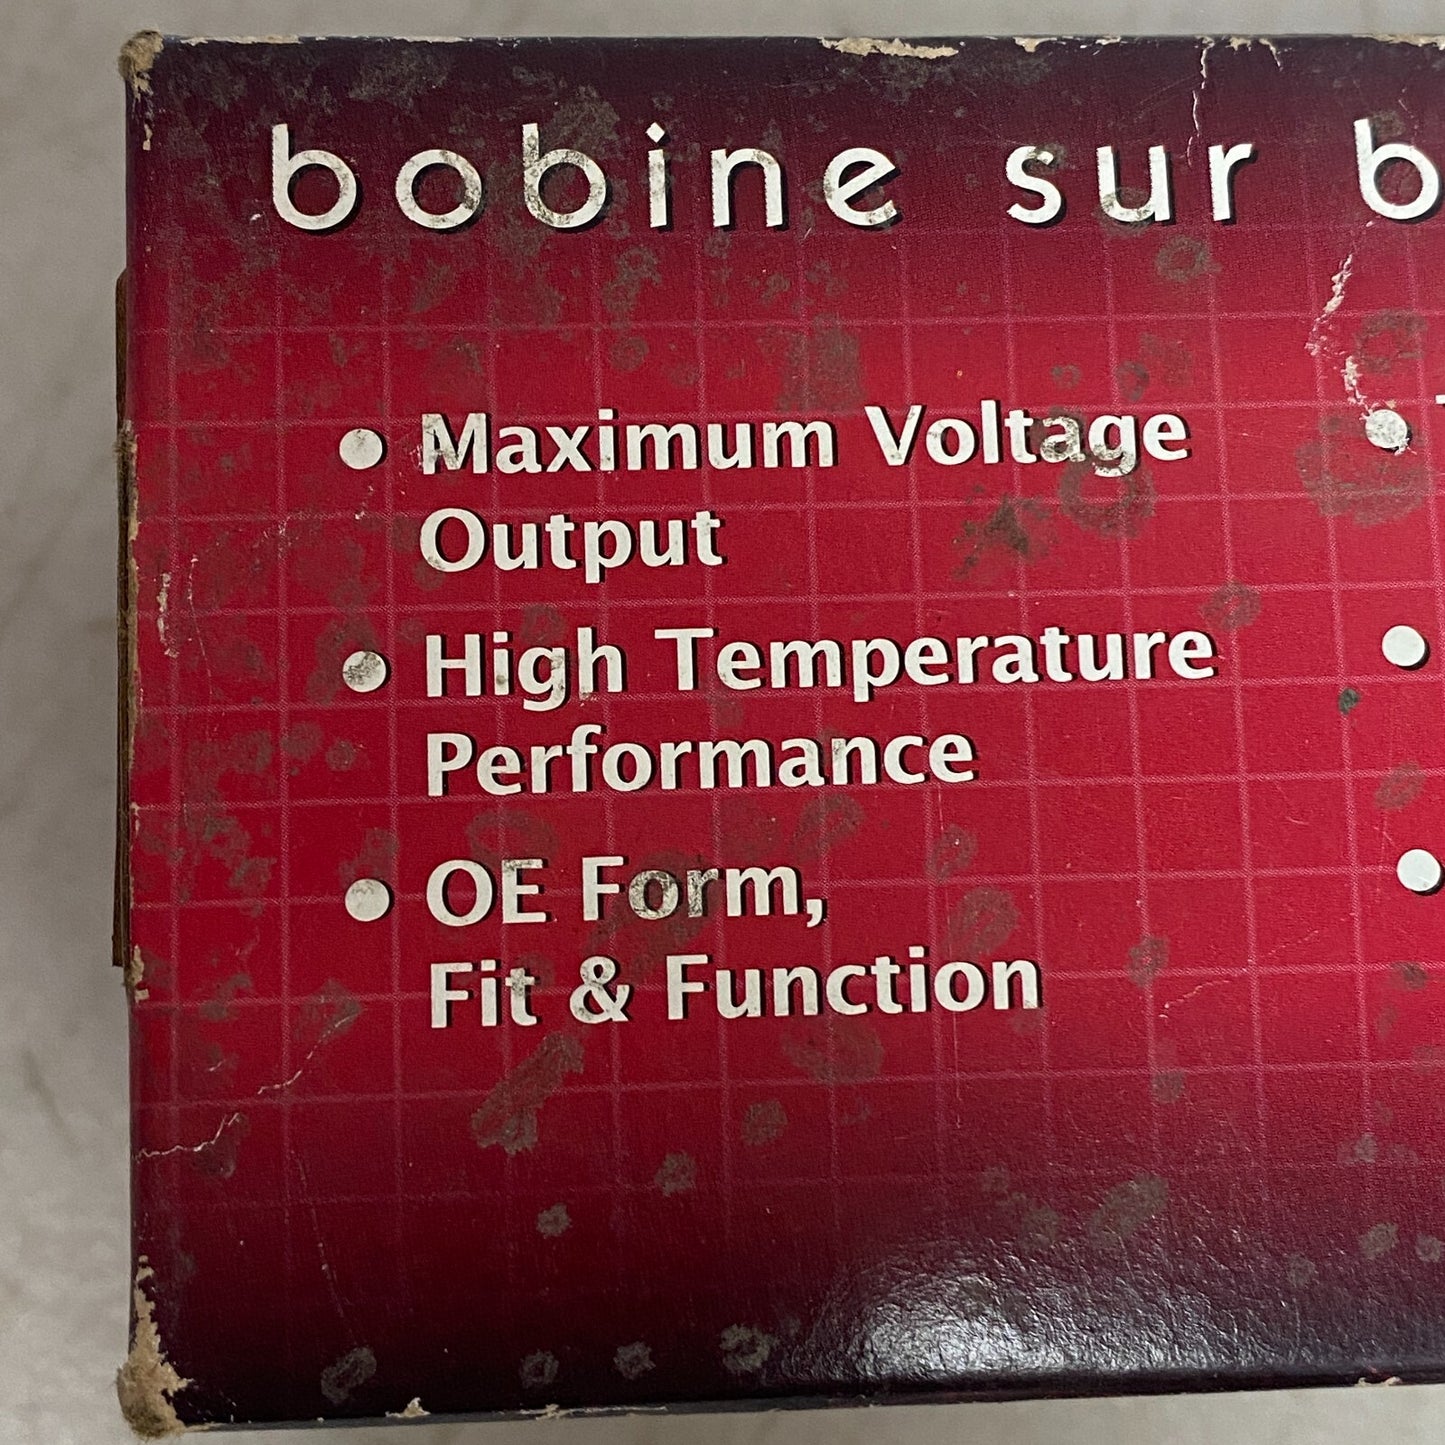 bobine sur b
• Maximum Voltage
Output
• High Temperature
Performance
• OE Form,
Fit & Function